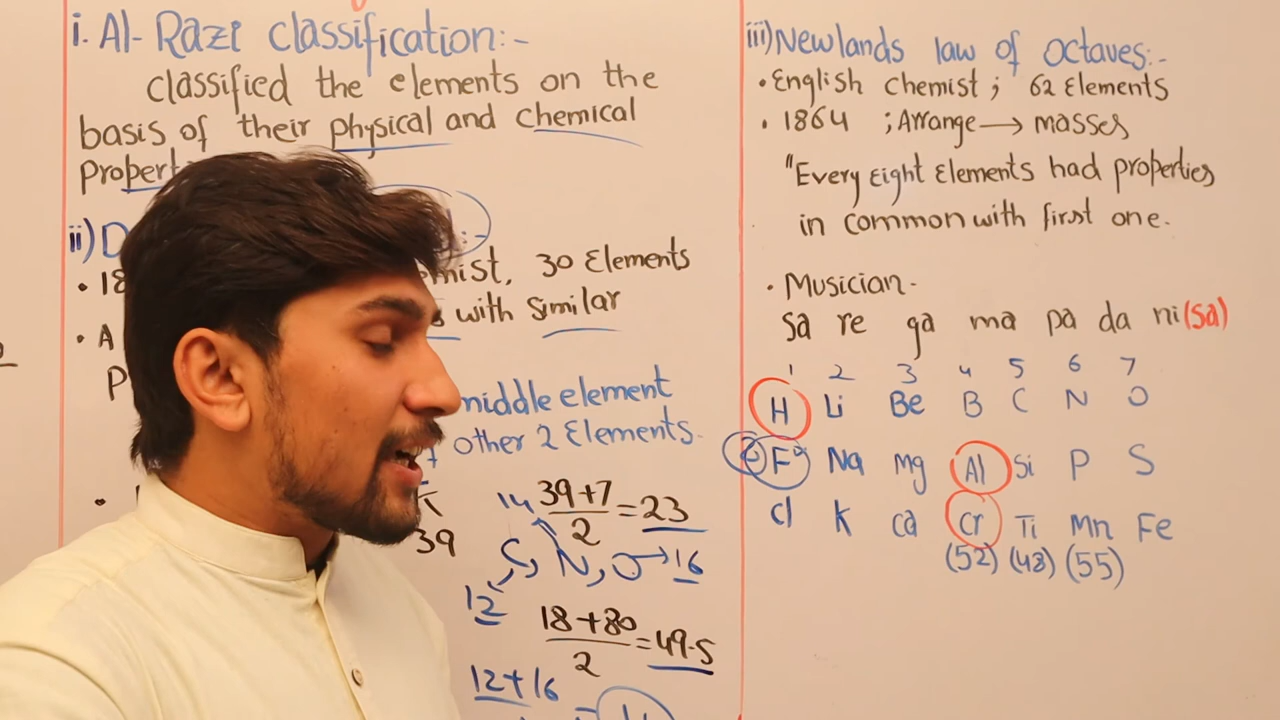 i. Al-Razi classification:-
classified the elements on the
basis of their physical and chemical
Propert
ii) D
• 18 mist, 30 Elements
• A with Similar
P
middle element
other 2 Elements.
39
14 39+7/2 = 23
C, N, O → 16
12
18+80/2 = 49.5
12+16
iii) Newlands law of octaves:-
• English chemist ; 62 Elements
• 1864 ; Arrange → masses
"Every eight Elements had properties
in common with first one.
• Musician-
sa re ga ma pa da ni (sa)
1 2 3 4 5 6 7
H Li Be B C N O
F Na Mg Al Si P S
cl K ca Cr Ti Mn Fe
(52) (48) (55)